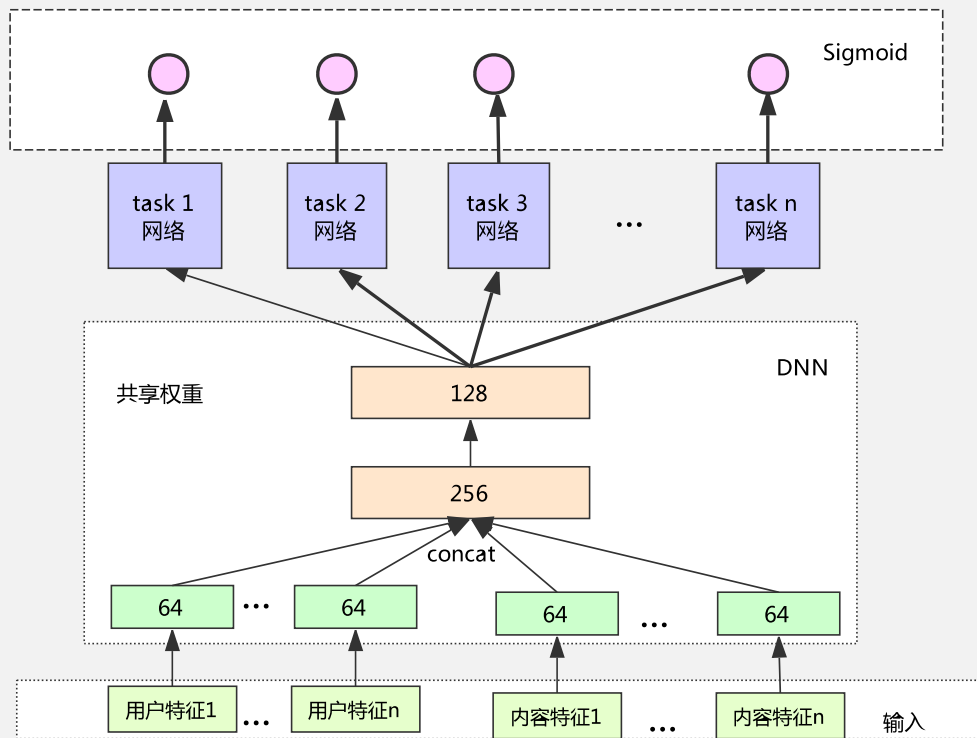 Sigmoid
task 1
网络
task 2
网络
task 3
网络
...
task n
网络
DNN
共享权重
128
256
concat
64
...
64
64
...
64
用户特征1
...
用户特征n
内容特征1
...
内容特征n
输入